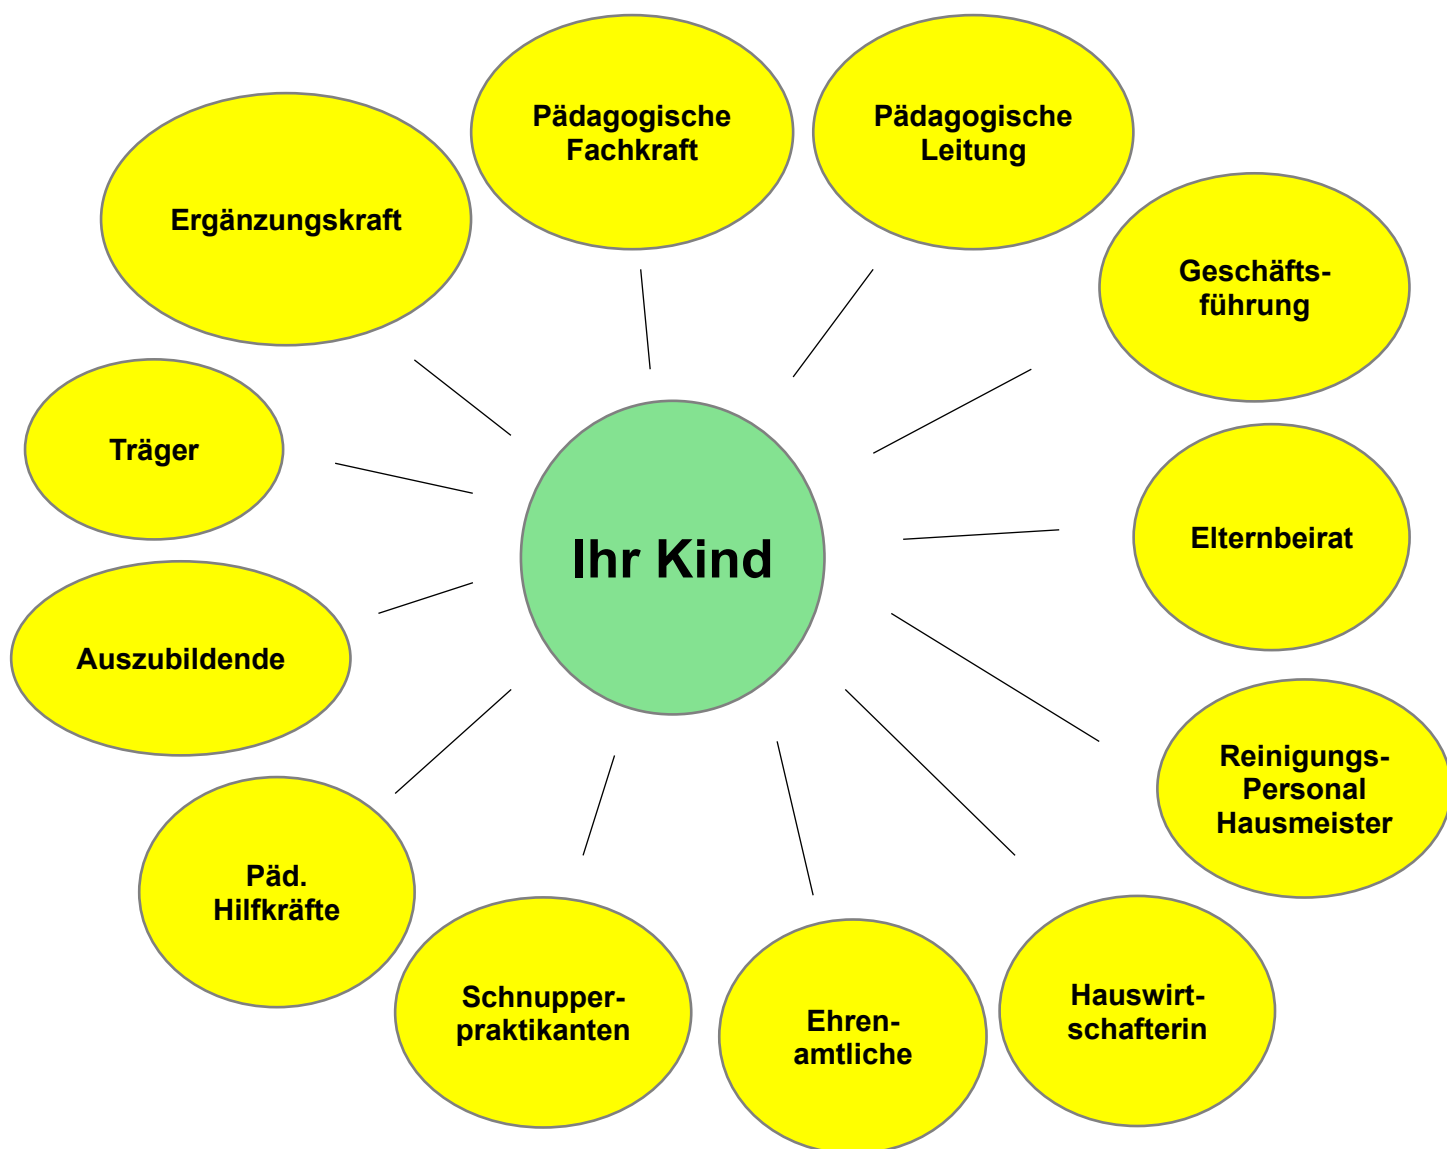 Pädagogische
Fachkraft
Pädagogische
Leitung
Ergänzungskraft
Geschäfts-
führung
Träger
Elternbeirat
Ihr Kind
Auszubildende
Reinigungs-
Personal
Hausmeister
Päd.
Hilfkräfte
Schnupper-
praktikanten
Ehren-
amtliche
Hauswirt-
schafterin